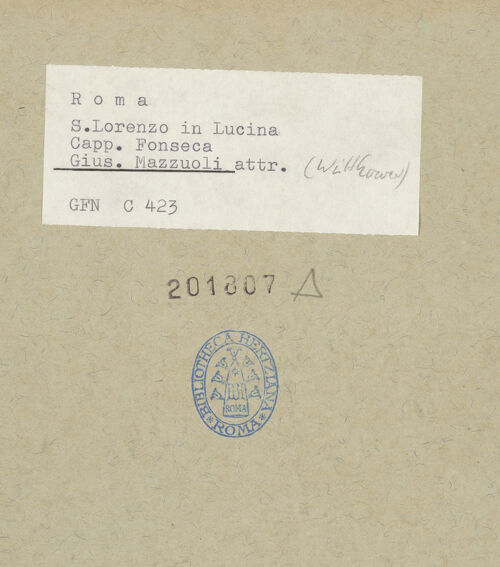 R o m a
S.Lorenzo in Lucina
Capp. Fonseca
Gius. Mazzuoli attr. (Wittkower)
GFN C 423
201807 Δ
BIBLIOTHECA HERTZIANA
ROMA
* ROMA *